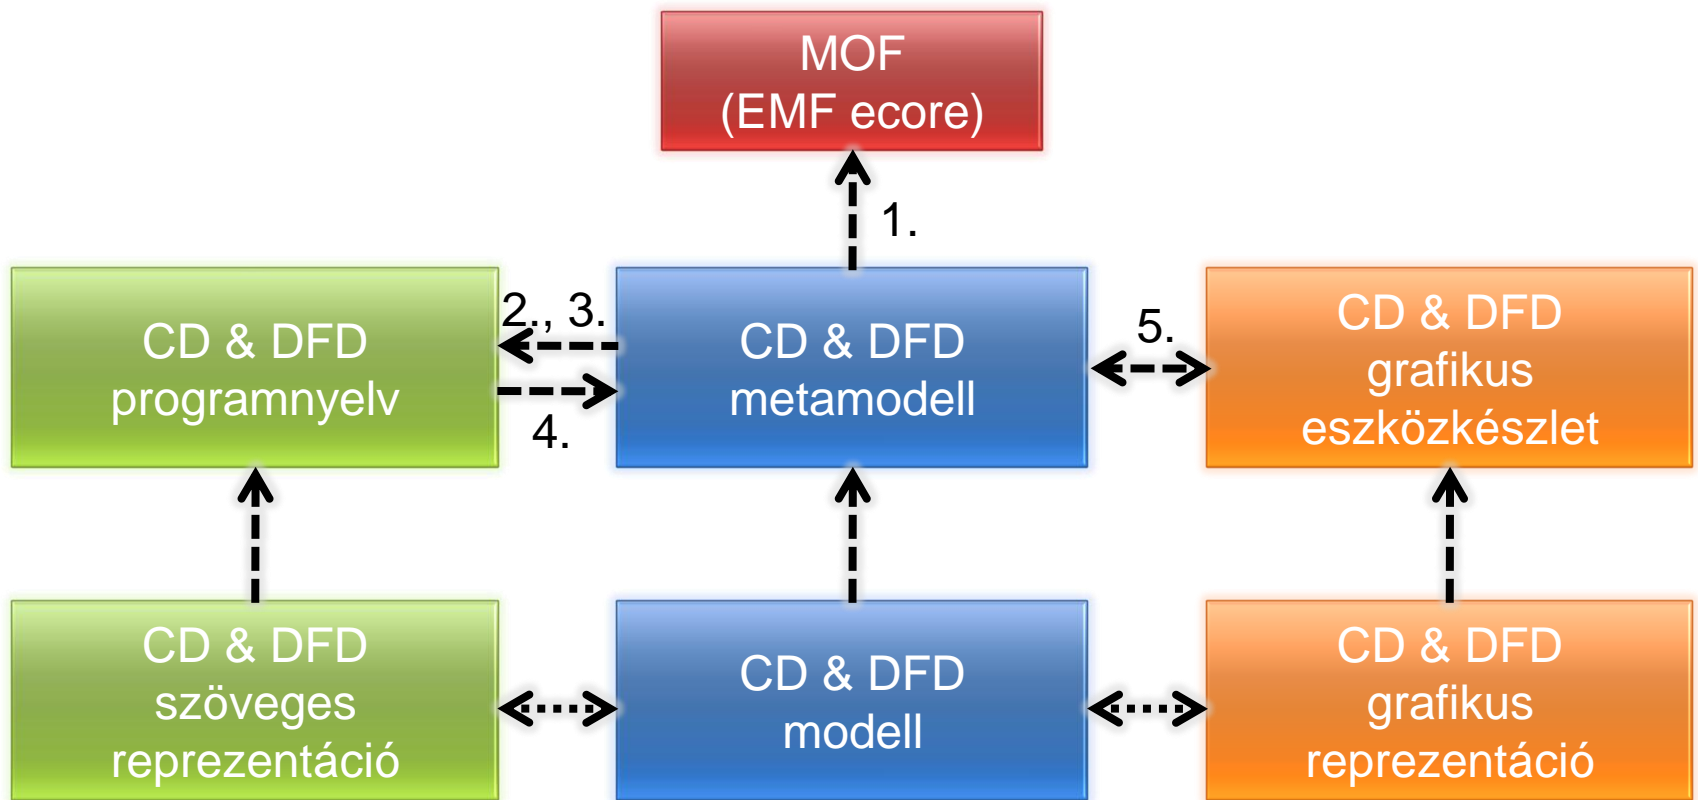 MOF
(EMF ecore)
1.
CD & DFD
programnyelv
2., 3.
4.
CD & DFD
metamodell
5.
CD & DFD
grafikus
eszközkészlet
CD & DFD
szöveges
reprezentáció
CD & DFD
modell
CD & DFD
grafikus
reprezentáció